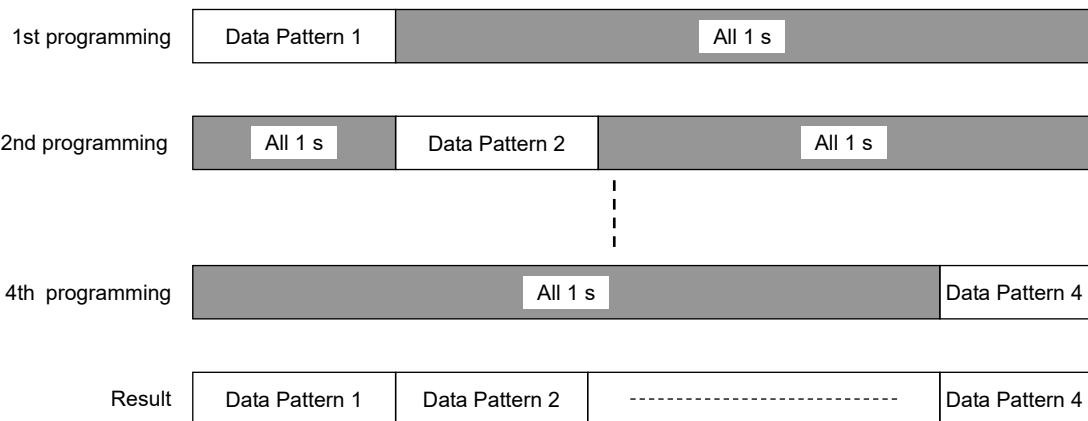 1st programming Data Pattern 1 All 1 s
2nd programming All 1 s Data Pattern 2 All 1 s
4th programming All 1 s Data Pattern 4
Result Data Pattern 1 Data Pattern 2 Data Pattern 4